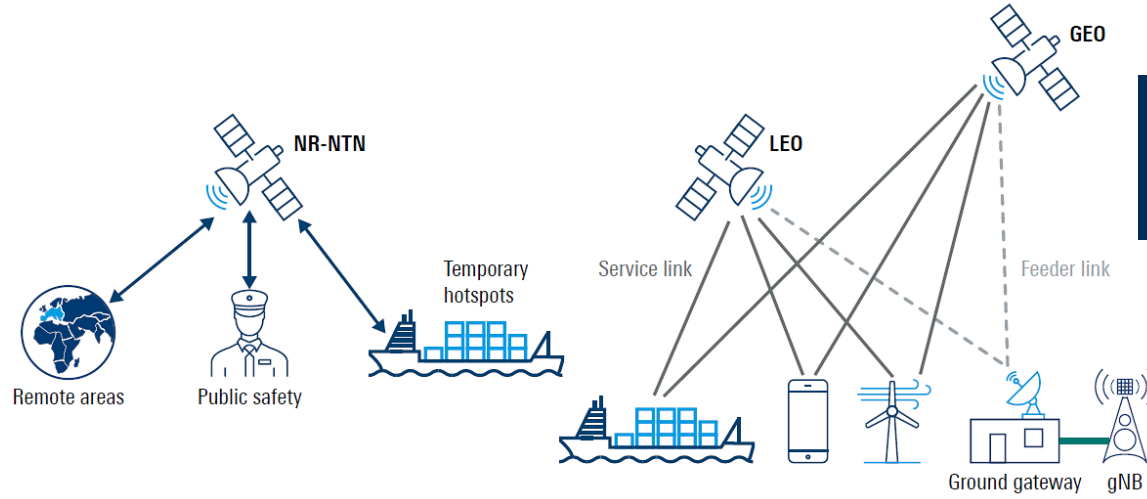 GEO
NR-NTN
LEO
Temporary
hotspots
Service link
Feeder link
Remote areas
Public safety
Ground gateway
gNB